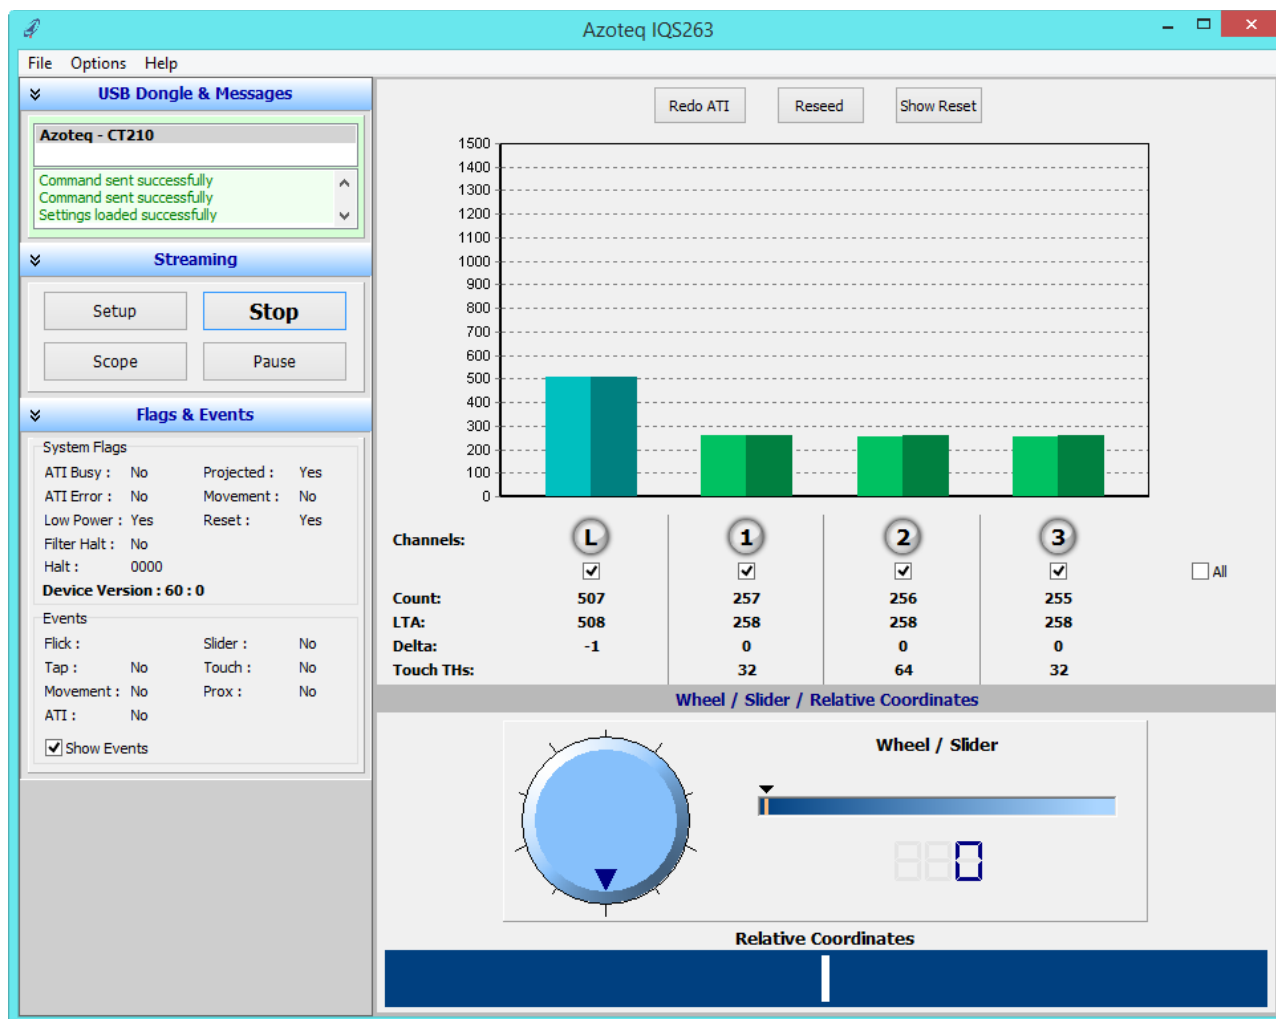 Azoteq IQS263
File Options Help
USB Dongle & Messages
Azoteq - CT210
Command sent successfully
Command sent successfully
Settings loaded successfully
Streaming
Setup Stop
Scope Pause
Flags & Events
System Flags
ATI Busy : No Projected : Yes
ATI Error : No Movement : No
Low Power : Yes Reset : Yes
Filter Halt : No
Halt : 0000
Device Version : 60 : 0
Events
Flick : Slider : No
Tap : No Touch : No
Movement : No Prox : No
ATI : No
Show Events
Redo ATI Reseed Show Reset
1500
1400
1300
1200
1100
1000
900
800
700
600
500
400
300
200
100
0
Channels: L 1 2 3
All
Count: 507 257 256 255
LTA: 508 258 258 258
Delta: -1 0 0 0
Touch THs: 32 64 32
Wheel / Slider / Relative Coordinates
Wheel / Slider
0
Relative Coordinates